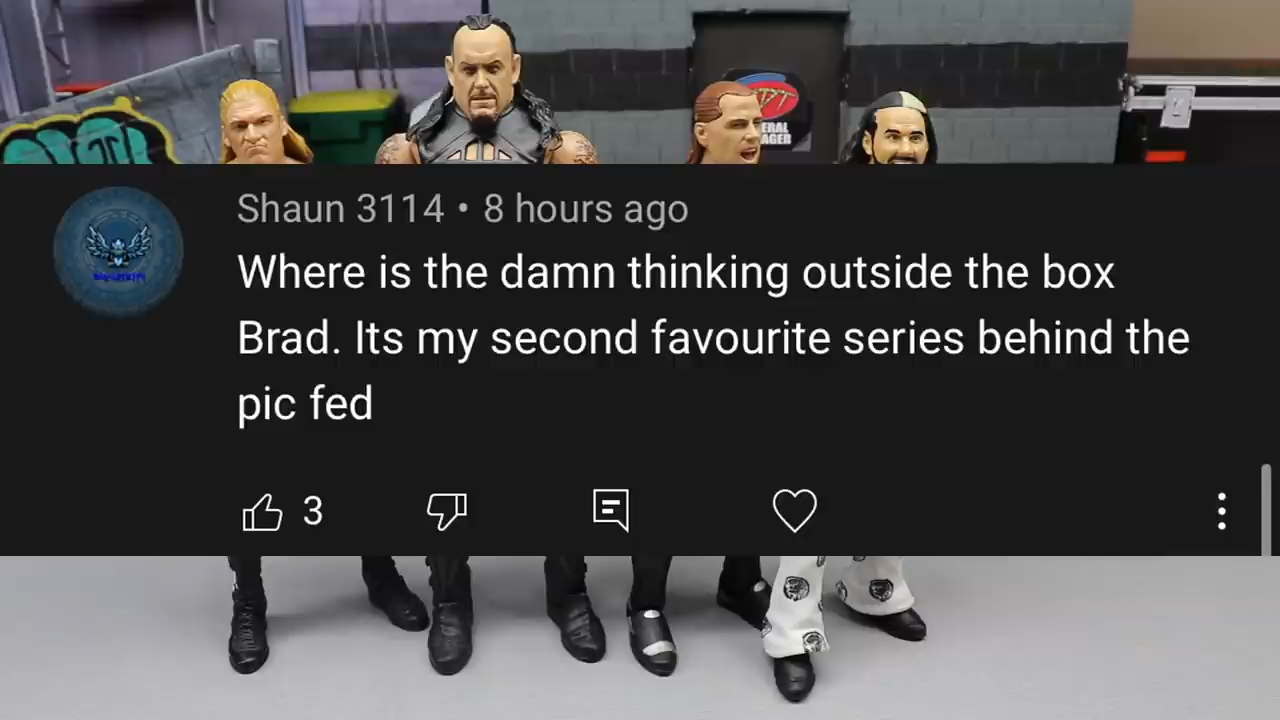 Shaun 3114 • 8 hours ago
Where is the damn thinking outside the box
Brad. Its my second favourite series behind the
pic fed
3